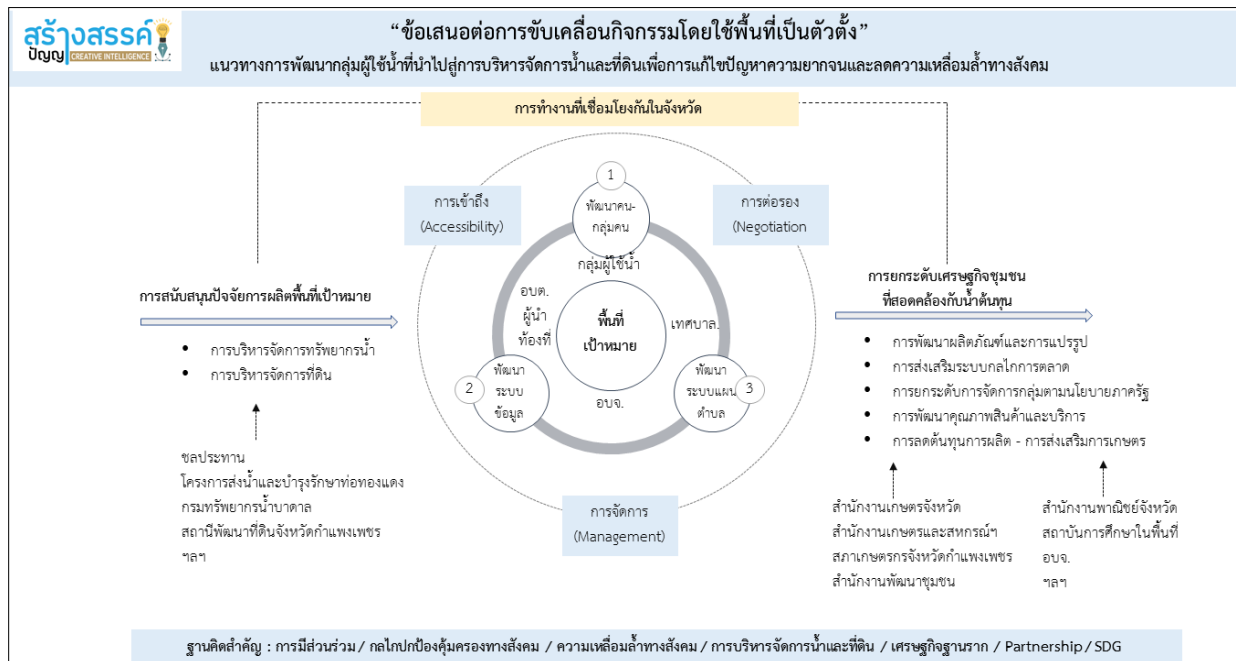 สร้างสรรค์
ปัญญา CREATIVE INTELLIGENCE
“ข้อเสนอต่อการขับเคลื่อนกิจกรรมโดยใช้พื้นที่เป็นตัวตั้ง”
แนวทางการพัฒนากลุ่มผู้ใช้น้ำที่นำไปสู่การบริหารจัดการน้ำและที่ดินเพื่อการแก้ไขปัญหาความยากจนและลดความเหลื่อมล้ำทางสังคม
การทำงานที่เชื่อมโยงกันในจังหวัด
การเข้าถึง
(Accessibility)
1
พัฒนาคน-
กลุ่มคน
การต่อรอง
(Negotiation
กลุ่มผู้ใช้น้ำ
อบต.
ผู้นำ
ท้องที่
พื้นที่
เป้าหมาย
เทศบาล.
อบจ.
2
พัฒนา
ระบบ
ข้อมูล
พัฒนา
ระบบแผน
ตำบล
3
การจัดการ
(Management)
การสนับสนุนปัจจัยการผลิตพื้นที่เป้าหมาย
• การบริหารจัดการทรัพยากรน้ำ
• การบริหารจัดการที่ดิน
ชลประทาน
โครงการส่งน้ำและบำรุงรักษาท่อทองแดง
กรมทรัพยากรน้ำบาดาล
สถานีพัฒนาที่ดินจังหวัดกำแพงเพชร
ฯลฯ
การยกระดับเศรษฐกิจชุมชน
ที่สอดคล้องกับน้ำต้นทุน
• การพัฒนาผลิตภัณฑ์และการแปรรูป
• การส่งเสริมระบบกลไกการตลาด
• การยกระดับการจัดการกลุ่มตามนโยบายภาครัฐ
• การพัฒนาคุณภาพสินค้าและบริการ
• การลดต้นทุนการผลิต - การส่งเสริมการเกษตร
สำนักงานเกษตรจังหวัด
สำนักงานเกษตรและสหกรณ์ฯ
สภาเกษตรกรจังหวัดกำแพงเพชร
สำนักงานพัฒนาชุมชน
สำนักงานพาณิชย์จังหวัด
สถาบันการศึกษาในพื้นที่
อบจ.
ฯลฯ
ฐานคิดสำคัญ : การมีส่วนร่วม / กลไกปกป้องคุ้มครองทางสังคม / ความเหลื่อมล้ำทางสังคม / การบริหารจัดการน้ำและที่ดิน / เศรษฐกิจฐานราก / Partnership / SDG